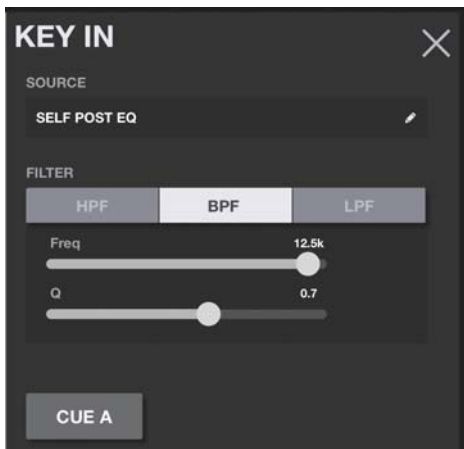 KEY IN
SOURCE
SELF POST EQ
FILTER
HPF BPF LPF
Freq 12.5k
Q 0.7
CUE A